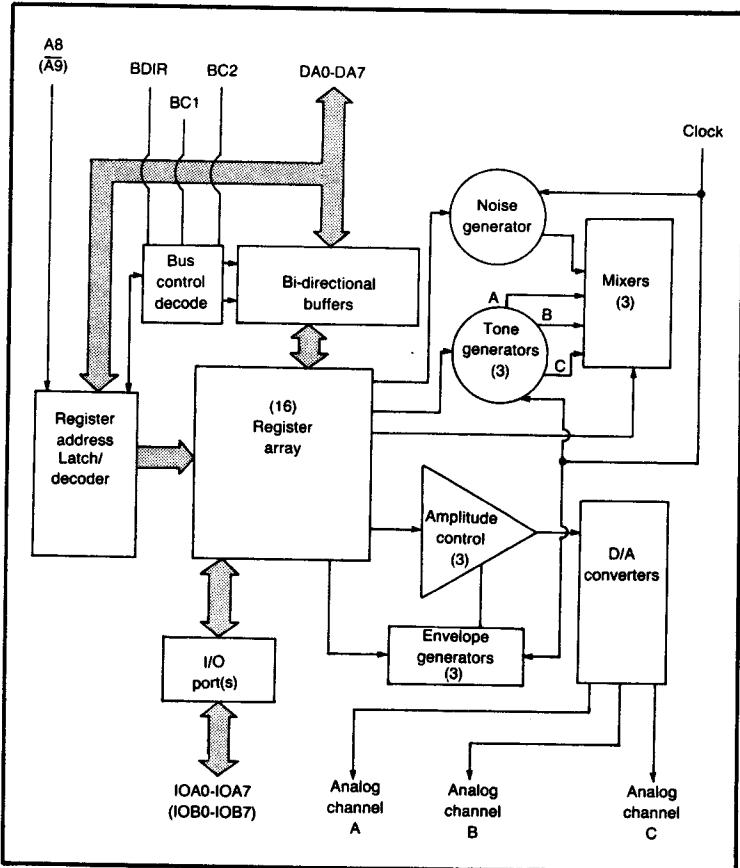 A8
(A9)
BDIR
BC1
BC2
DA0-DA7
Clock
Noise
generator
Bus
control
decode
Bi-directional
buffers
Mixers
(3)
A
B
C
Tone
generators
(3)
Register
address
Latch/
decoder
(16)
Register
array
Amplitude
control
(3)
D/A
converters
Envelope
generators
(3)
I/O
port(s)
IOA0-IOA7
(IOB0-IOB7)
Analog
channel
A
Analog
channel
B
Analog
channel
C